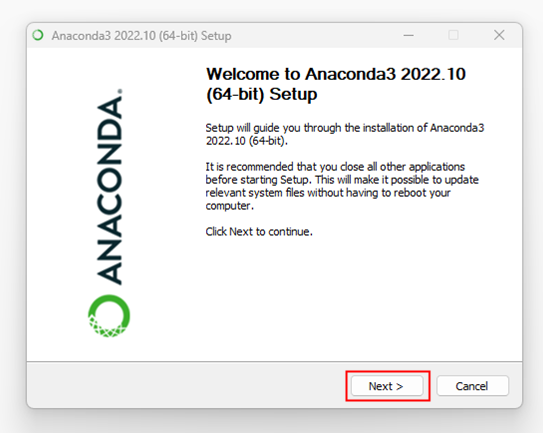 Anaconda3 2022.10 (64-bit) Setup
Welcome to Anaconda3 2022.10
(64-bit) Setup
Setup will guide you through the installation of Anaconda3
2022.10 (64-bit).
It is recommended that you close all other applications
before starting Setup. This will make it possible to update
relevant system files without having to reboot your
computer.
Click Next to continue.
ANACONDA.
Next >
Cancel